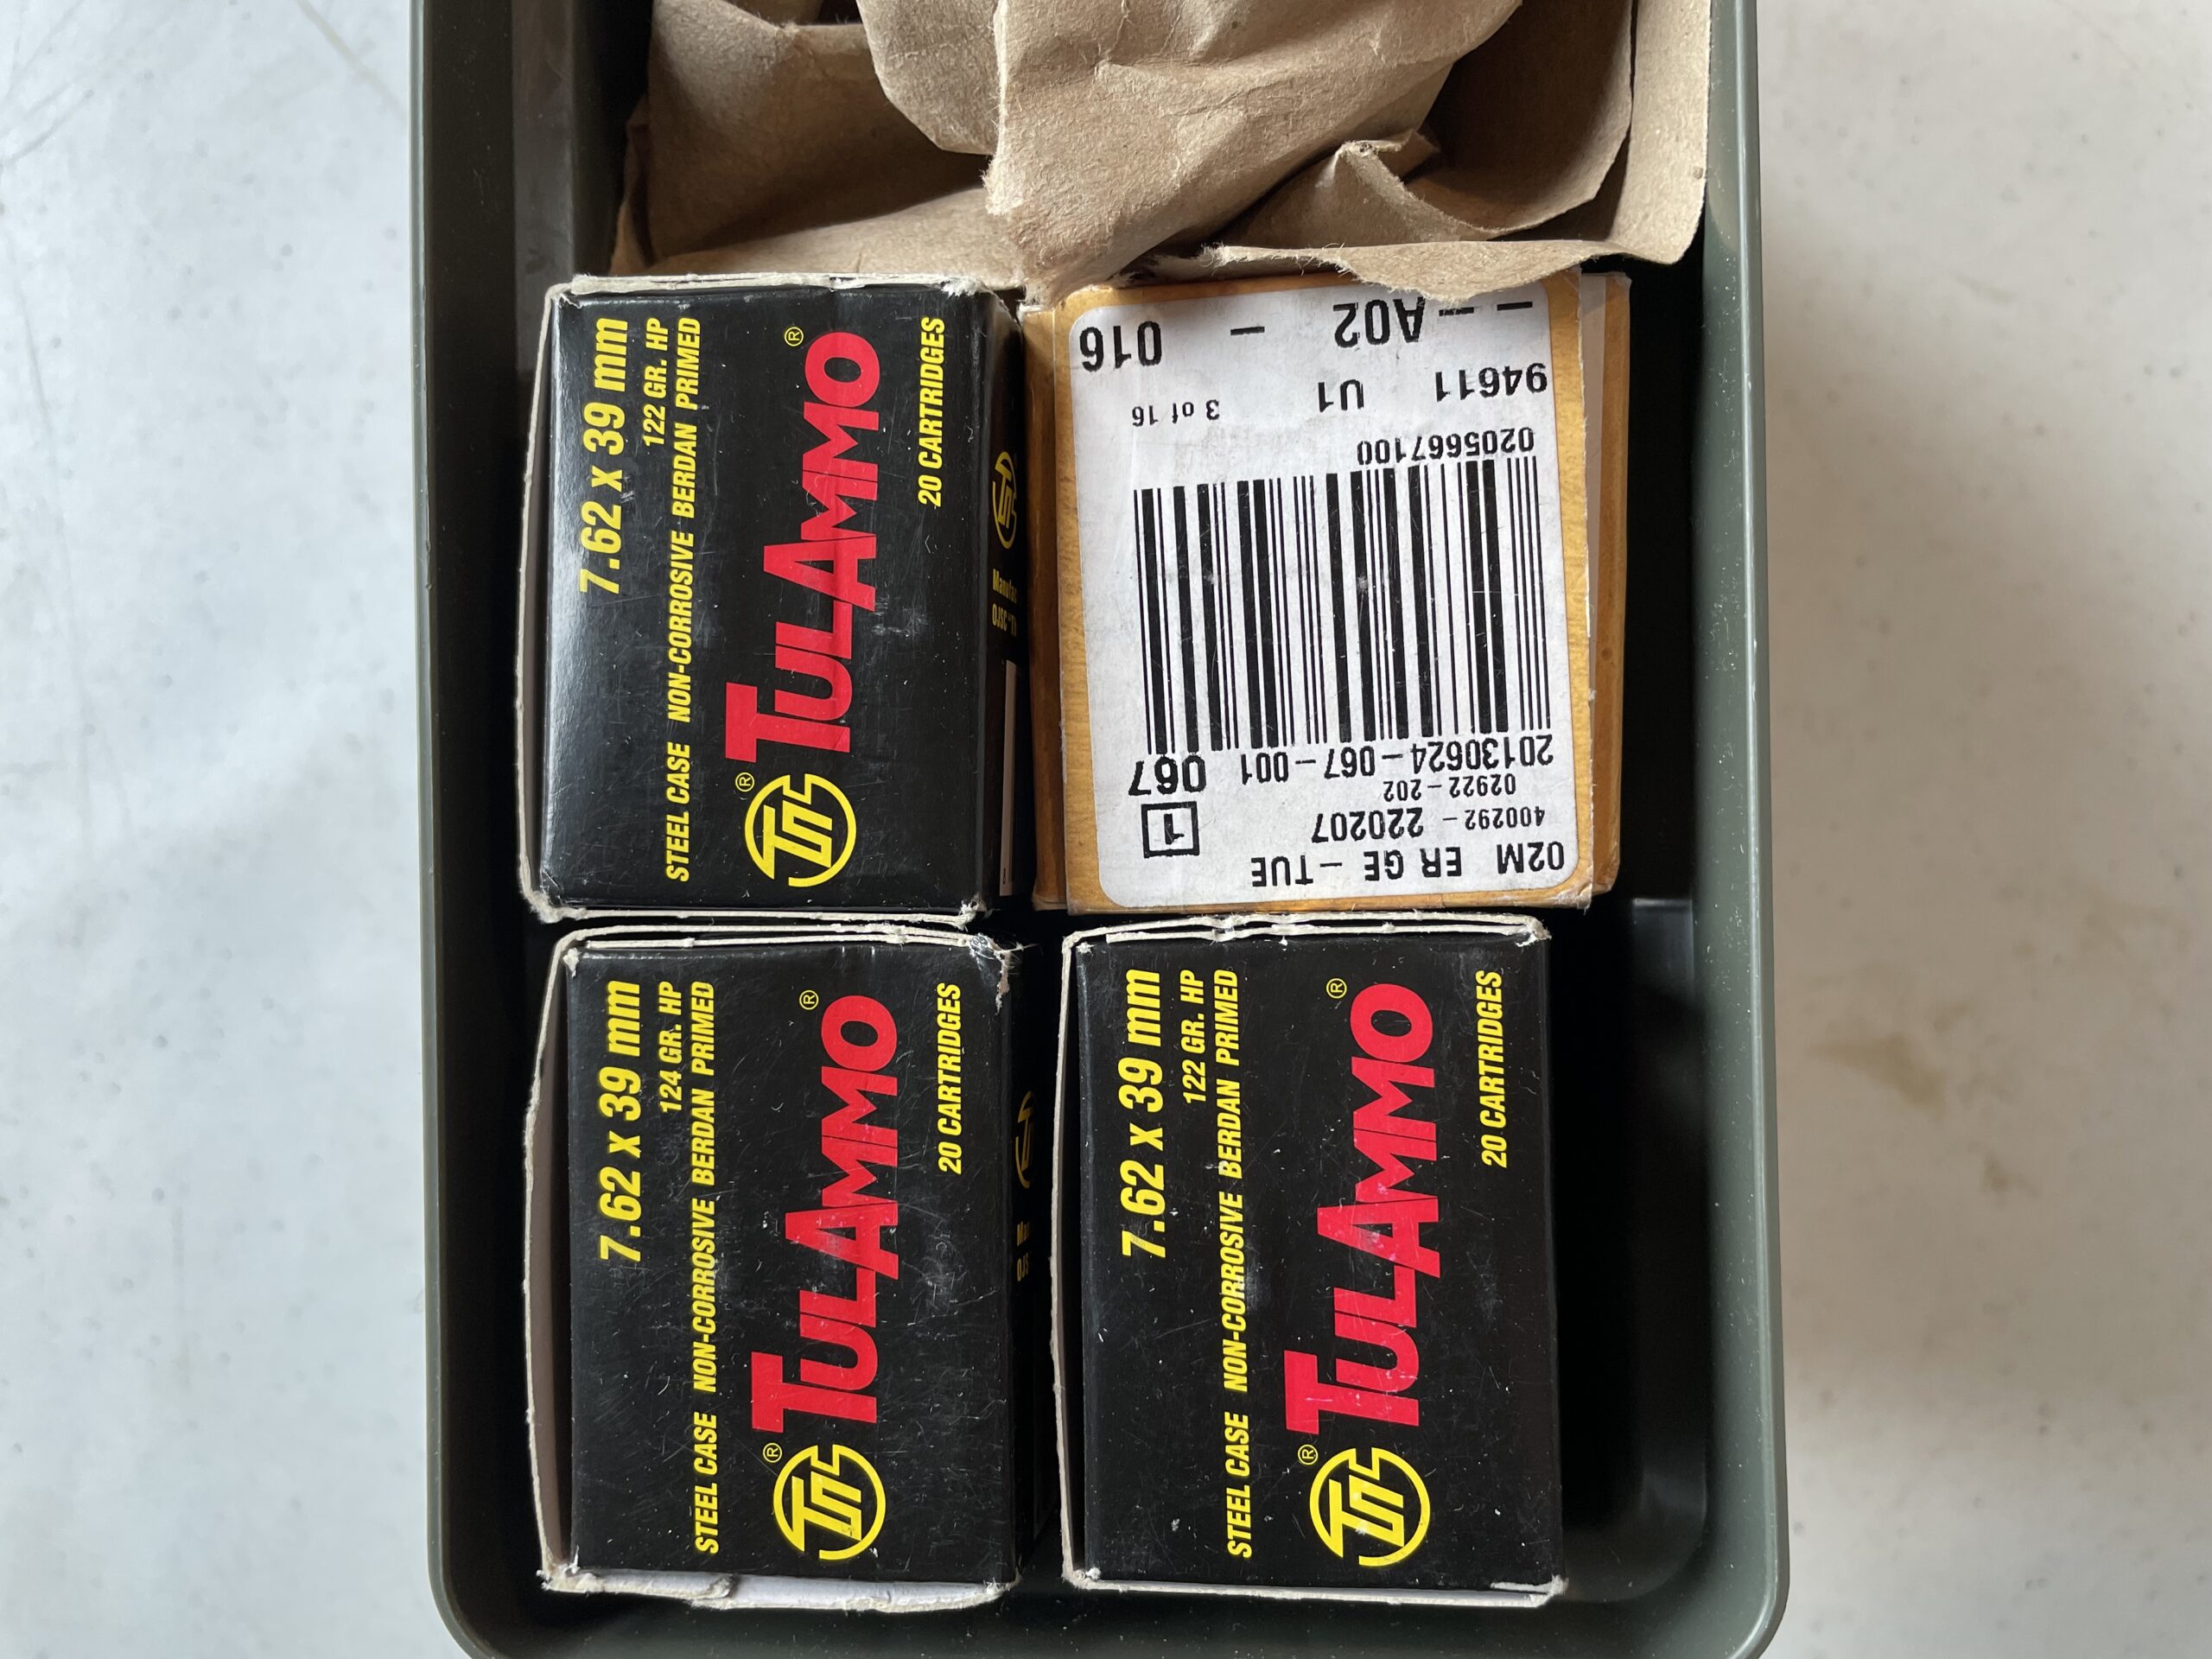 7.62 x 39 mm
122 GR. HP
STEEL CASE NON-CORROSIVE BERDAN PRIMED
TS® TULAMMO®
20 CARTRIDGES
02M ER GE - TUE
400292 - 220207
1
02922-202
20130624-067-001
067
0205667100
3 of 16
94611 U1
--A02 - 016
7.62 x 39 mm
124 GR. HP
STEEL CASE NON-CORROSIVE BERDAN PRIMED
® TULAMMO®
20 CARTRIDGES
7.62 x 39 mm
122 GR. HP
STEEL CASE NON-CORROSIVE BERDAN PRIMED
® TULAMMO®
20 CARTRIDGES